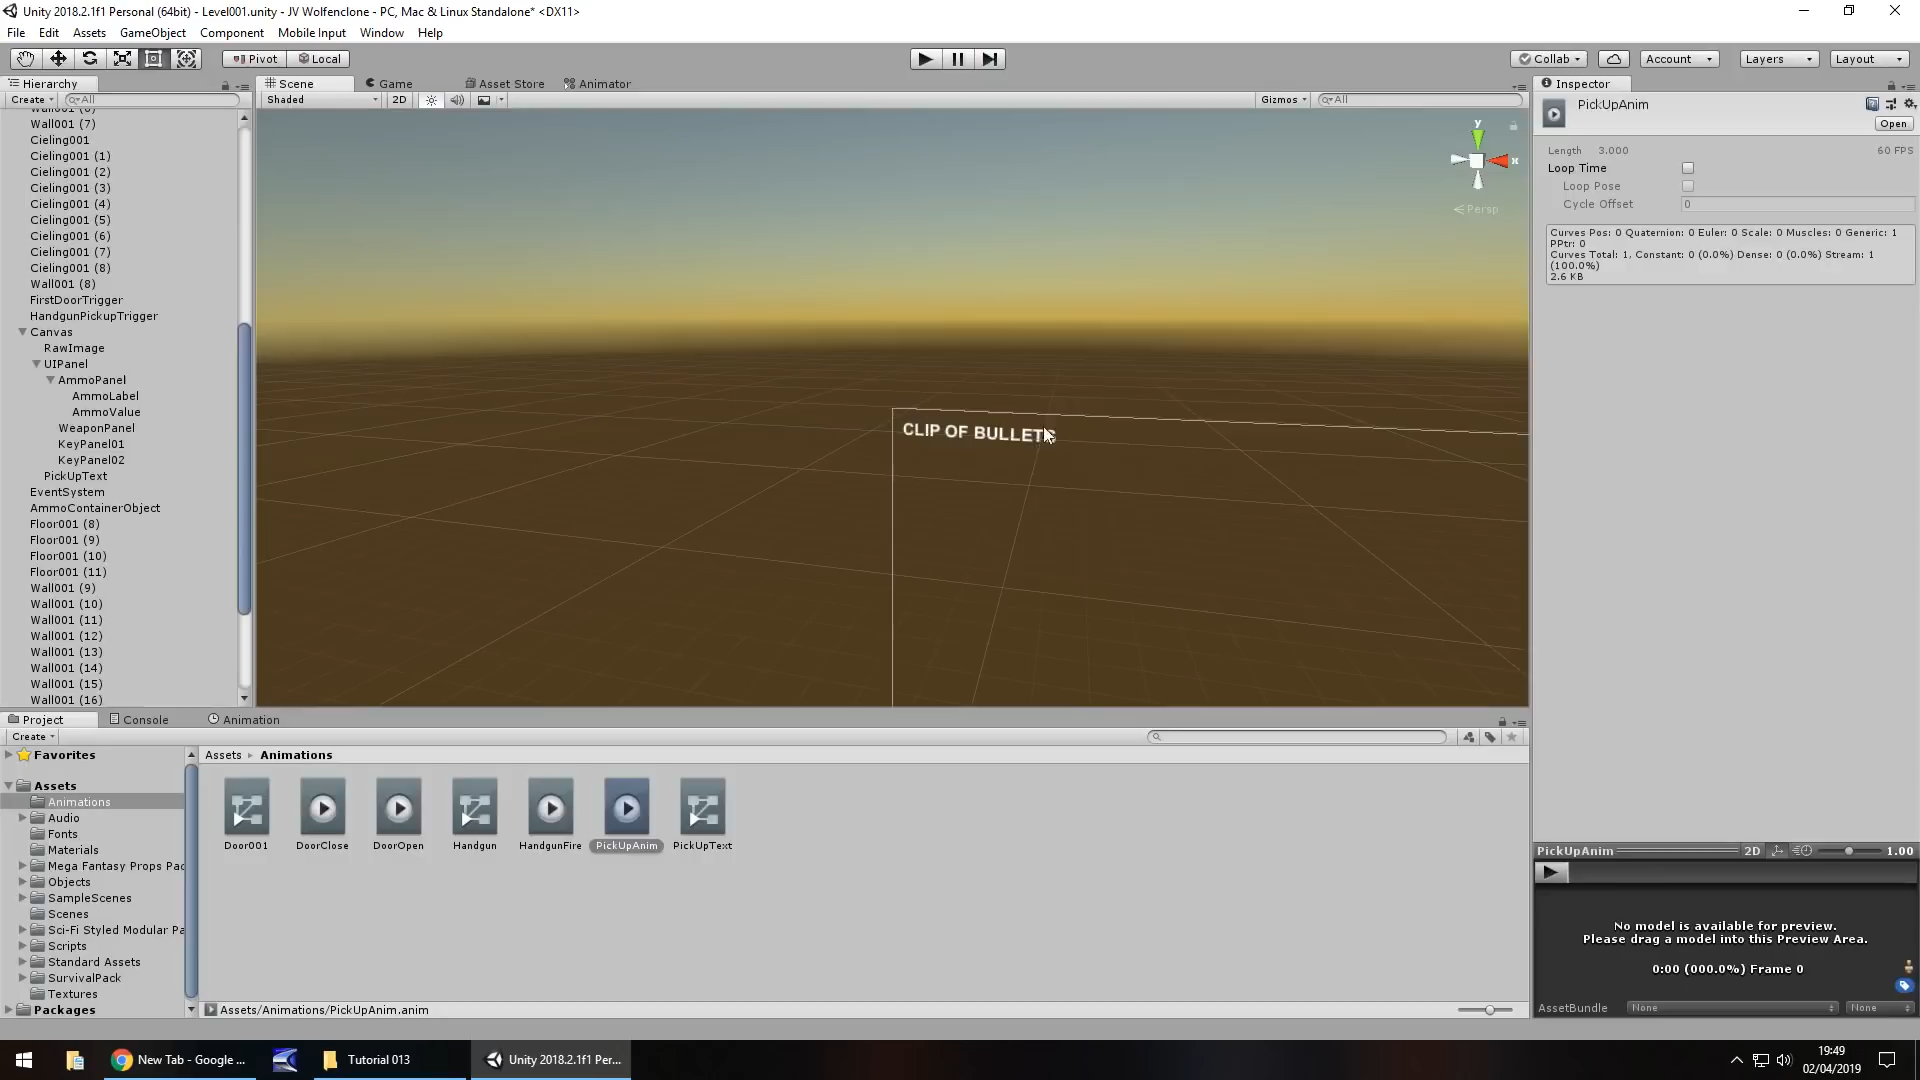 Unity 2018.2.1f1 Personal (64bit) - Level001.unity - JV Wolfenclone - PC, Mac & Linux Standalone* <DX11>
File Edit Assets GameObject Component Mobile Input Window Help
Pivot Local Collab Account Layers Layout
Hierarchy Scene Game Asset Store Animator Inspector
Create All Shaded 2D Gizmos All
PickUpAnim
Open
Length 3.000 60 FPS
Loop Time
Loop Pose
Cycle Offset 0
Curves Pos: 0 Quaternion: 0 Euler: 0 Scale: 0 Muscles: 0 Generic: 1
PPtr: 0
Curves Total: 1, Constant: 0 (0.0%) Dense: 0 (0.0%) Stream: 1
(100.0%)
2.6 KB
Wall001 (7)
Cieling001
Cieling001 (1)
Cieling001 (2)
Cieling001 (3)
Cieling001 (4)
Cieling001 (5)
Cieling001 (6)
Cieling001 (7)
Cieling001 (8)
Wall001 (8)
FirstDoorTrigger
HandgunPickupTrigger
Canvas
RawImage
UIPanel
AmmoPanel
AmmoLabel
AmmoValue
WeaponPanel
KeyPanel01
KeyPanel02
PickUpText
EventSystem
AmmoContainerObject
Floor001 (8)
Floor001 (9)
Floor001 (10)
Floor001 (11)
Wall001 (9)
Wall001 (10)
Wall001 (11)
Wall001 (12)
Wall001 (13)
Wall001 (14)
Wall001 (15)
Wall001 (16)
y
x
Persp
CLIP OF BULLETS
Project Console Animation
Create
Favorites
Assets
Animations
Audio
Fonts
Materials
Mega Fantasy Props Pac
Objects
SampleScenes
Scenes
Sci-Fi Styled Modular Pa
Scripts
Standard Assets
SurvivalPack
Textures
Packages
Assets Animations
Door001 DoorClose DoorOpen Handgun HandgunFire PickUpAnim PickUpText
Assets/Animations/PickUpAnim.anim
PickUpAnim 2D 1.00
No model is available for preview.
Please drag a model into this Preview Area.
0:00 (000.0%) Frame 0
AssetBundle None None
New Tab - Google ... Tutorial 013 Unity 2018.2.1f1 Per...
19:49
02/04/2019